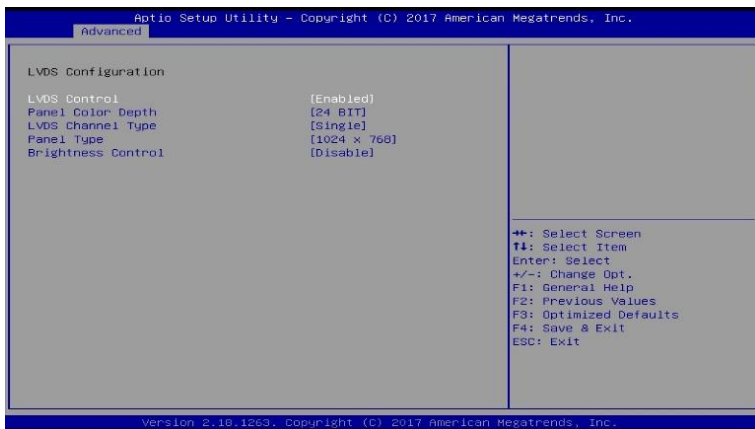 Aptio Setup Utility - Copyright (C) 2017 American Megatrends, Inc.
Advanced
LVDS Configuration
LVDS Control [Enabled]
Panel Color Depth [24 BIT]
LVDS Channel Type [Single]
Panel Type [1024 x 768]
Brightness Control [Disable]
→←: Select Screen
↑↓: Select Item
Enter: Select
+/-: Change Opt.
F1: General Help
F2: Previous Values
F3: Optimized Defaults
F4: Save & Exit
ESC: Exit
Version 2.18.1263. Copyright (C) 2017 American Megatrends, Inc.